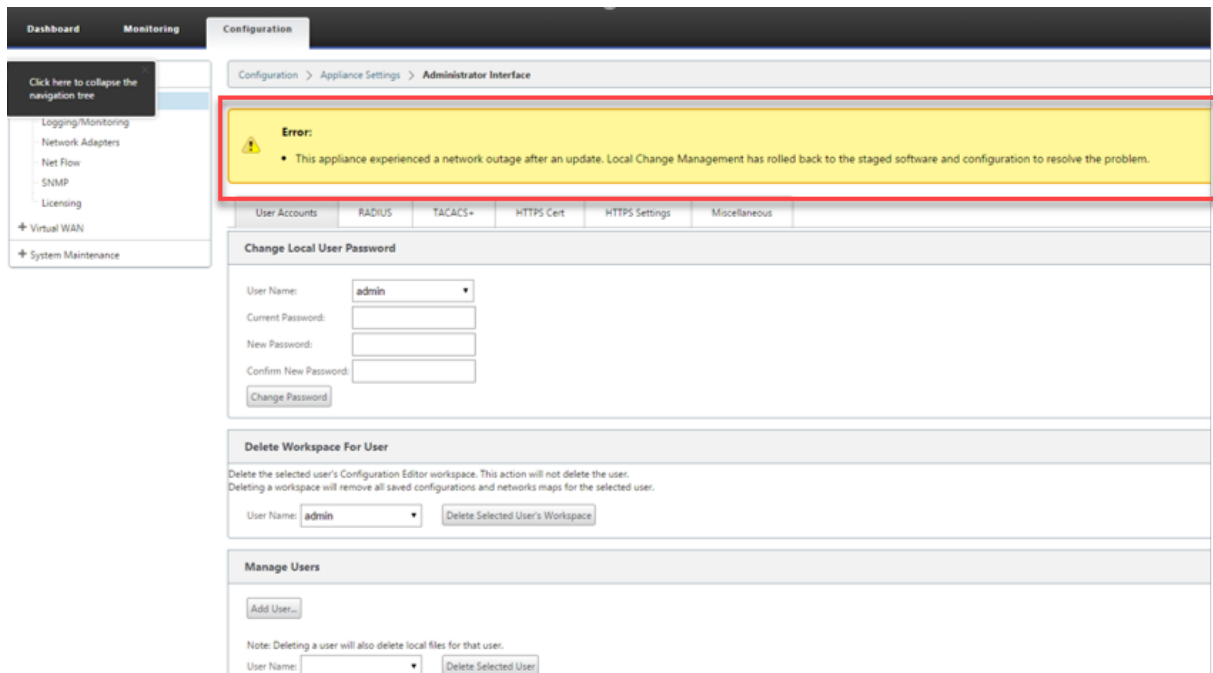 Dashboard Monitoring Configuration
Click here to collapse the
navigation tree
Logging/Monitoring
Network Adapters
Net Flow
SNMP
Licensing
+ Virtual WAN
+ System Maintenance
Configuration > Appliance Settings > Administrator Interface
Error:
• This appliance experienced a network outage after an update. Local Change Management has rolled back to the staged software and configuration to resolve the problem.
User Accounts RADIUS TACACS+ HTTPS Cert HTTPS Settings Miscellaneous
Change Local User Password
User Name: admin
Current Password:
New Password:
Confirm New Password:
Change Password
Delete Workspace For User
Delete the selected user's Configuration Editor workspace. This action will not delete the user.
Deleting a workspace will remove all saved configurations and networks maps for the selected user.
User Name: admin Delete Selected User's Workspace
Manage Users
Add User...
Note: Deleting a user will also delete local files for that user.
User Name: Delete Selected User